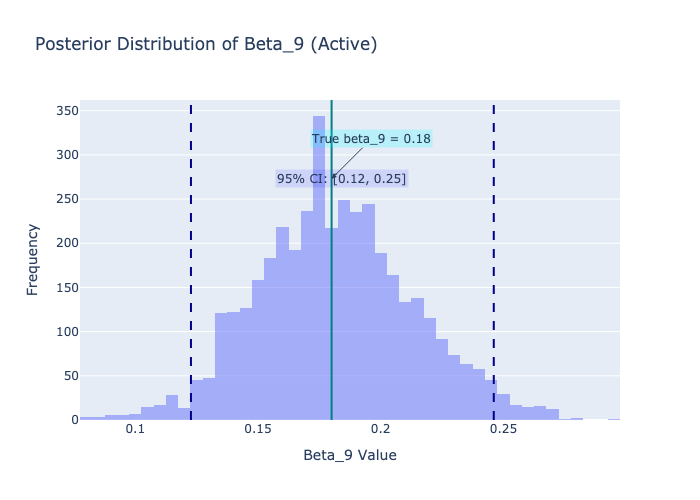 Posterior Distribution of Beta_9 (Active)
350
300
250
200
150
100
50
0
Frequency
True beta_9 = 0.18
95% CI: [0.12, 0.25]
0.1
0.15
0.2
0.25
Beta_9 Value